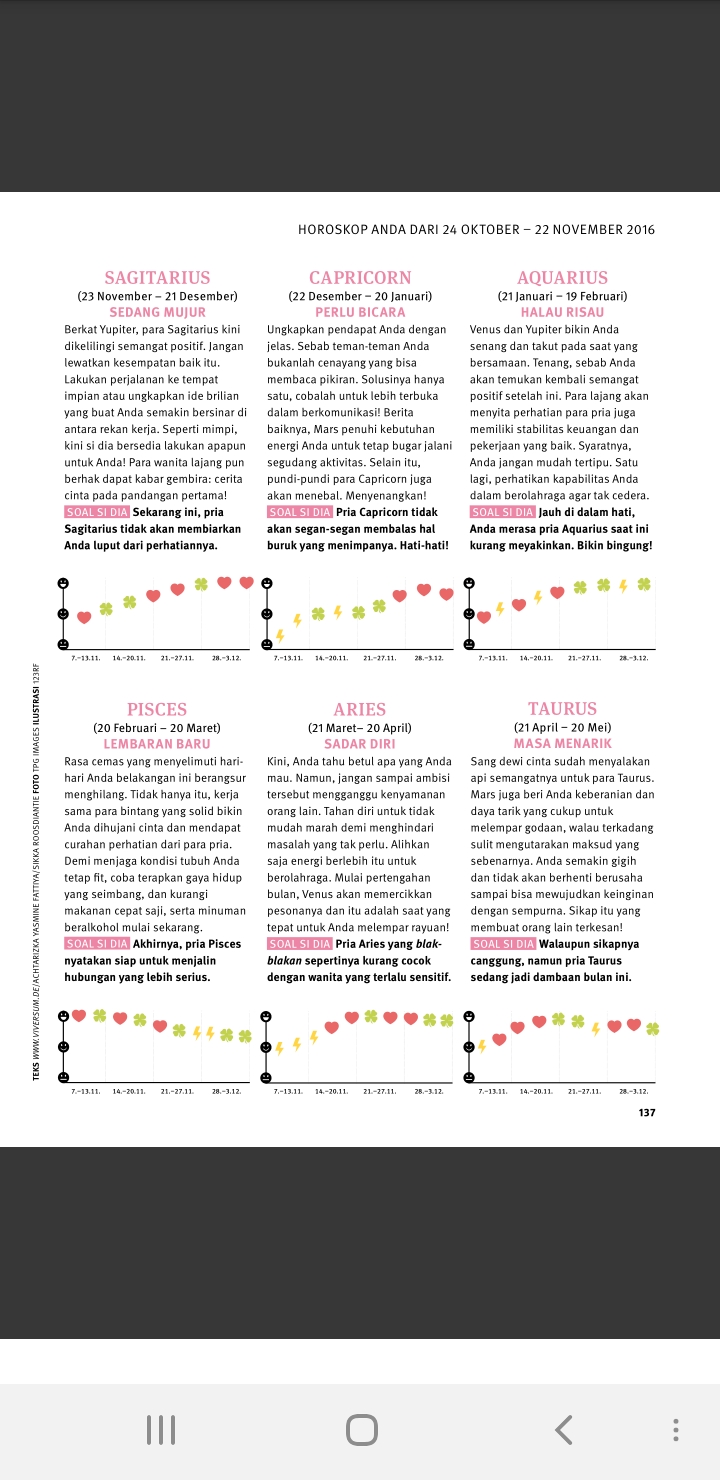 HOROSKOP ANDA DARI 24 OKTOBER – 22 NOVEMBER 2016
SAGITARIUS
(23 November – 21 Desember)
SEDANG MUJUR
Berkat Yupiter, para Sagitarius kini
dikelilingi semangat positif. Jangan
lewatkan kesempatan baik itu.
Lakukan perjalanan ke tempat
impian atau ungkapkan ide brilian
yang buat Anda semakin bersinar di
antara rekan kerja. Seperti mimpi,
kini si dia bersedia lakukan apapun
untuk Anda! Para wanita lajang pun
berhak dapat kabar gembira: cerita
cinta pada pandangan pertama!
SOAL SI DIA Sekarang ini, pria
Sagitarius tidak akan membiarkan
Anda luput dari perhatiannya.
7.–13.11. 14.–20.11. 21.–27.11. 28.–3.12.
CAPRICORN
(22 Desember – 20 Januari)
PERLU BICARA
Ungkapkan pendapat Anda dengan
jelas. Sebab teman-teman Anda
bukanlah cenayang yang bisa
membaca pikiran. Solusinya hanya
satu, cobalah untuk lebih terbuka
dalam berkomunikasi! Berita
baiknya, Mars penuhi kebutuhan
energi Anda untuk tetap bugar jalani
segudang aktivitas. Selain itu,
pundi-pundi para Capricorn juga
akan menebal. Menyenangkan!
SOAL SI DIA Pria Capricorn tidak
akan segan-segan membalas hal
buruk yang menimpanya. Hati-hati!
7.–13.11. 14.–20.11. 21.–27.11. 28.–3.12.
AQUARIUS
(21 Januari – 19 Februari)
HALAU RISAU
Venus dan Yupiter bikin Anda
senang dan takut pada saat yang
bersamaan. Tenang, sebab Anda
akan temukan kembali semangat
positif setelah ini. Para lajang akan
menyita perhatian para pria juga
memiliki stabilitas keuangan dan
pekerjaan yang baik. Syaratnya,
Anda jangan mudah tertipu. Satu
lagi, perhatikan kapabilitas Anda
dalam berolahraga agar tak cedera.
SOAL SI DIA Jauh di dalam hati,
Anda merasa pria Aquarius saat ini
kurang meyakinkan. Bikin bingung!
7.–13.11. 14.–20.11. 21.–27.11. 28.–3.12.
PISCES
(20 Februari – 20 Maret)
LEMBARAN BARU
Rasa cemas yang menyelimuti hari-
hari Anda belakangan ini berangsur
menghilang. Tidak hanya itu, kerja
sama para bintang yang solid bikin
Anda dihujani cinta dan mendapat
curahan perhatian dari para pria.
Demi menjaga kondisi tubuh Anda
tetap fit, coba terapkan gaya hidup
yang seimbang, dan kurangi
makanan cepat saji, serta minuman
beralkohol mulai sekarang.
SOAL SI DIA Akhirnya, pria Pisces
nyatakan siap untuk menjalin
hubungan yang lebih serius.
7.–13.11. 14.–20.11. 21.–27.11. 28.–3.12.
ARIES
(21 Maret– 20 April)
SADAR DIRI
Kini, Anda tahu betul apa yang Anda
mau. Namun, jangan sampai ambisi
tersebut mengganggu kenyamanan
orang lain. Tahan diri untuk tidak
mudah marah demi menghindari
masalah yang tak perlu. Alihkan
saja energi berlebih itu untuk
berolahraga. Mulai pertengahan
bulan, Venus akan memercikkan
pesonanya dan itu adalah saat yang
tepat untuk Anda melempar rayuan!
SOAL SI DIA Pria Aries yang blak-
blakan sepertinya kurang cocok
dengan wanita yang terlalu sensitif.
7.–13.11. 14.–20.11. 21.–27.11. 28.–3.12.
TAURUS
(21 April – 20 Mei)
MASA MENARIK
Sang dewi cinta sudah menyalakan
api semangatnya untuk para Taurus.
Mars juga beri Anda keberanian dan
daya tarik yang cukup untuk
melempar godaan, walau terkadang
sulit mengutarakan maksud yang
sebenarnya. Anda semakin gigih
dan tidak akan berhenti berusaha
sampai bisa mewujudkan keinginan
dengan sempurna. Sikap itu yang
membuat orang lain terkesan!
SOAL SI DIA Walaupun sikapnya
canggung, namun pria Taurus
sedang jadi dambaan bulan ini.
7.–13.11. 14.–20.11. 21.–27.11. 28.–3.12.
TEKS WWW.VIVERSUM.DE/ACHTARIZKA YASMINE FATTIYA/SIKKA ROOSDIANTIE FOTO TPG IMAGES ILUSTRASI 123RF
137